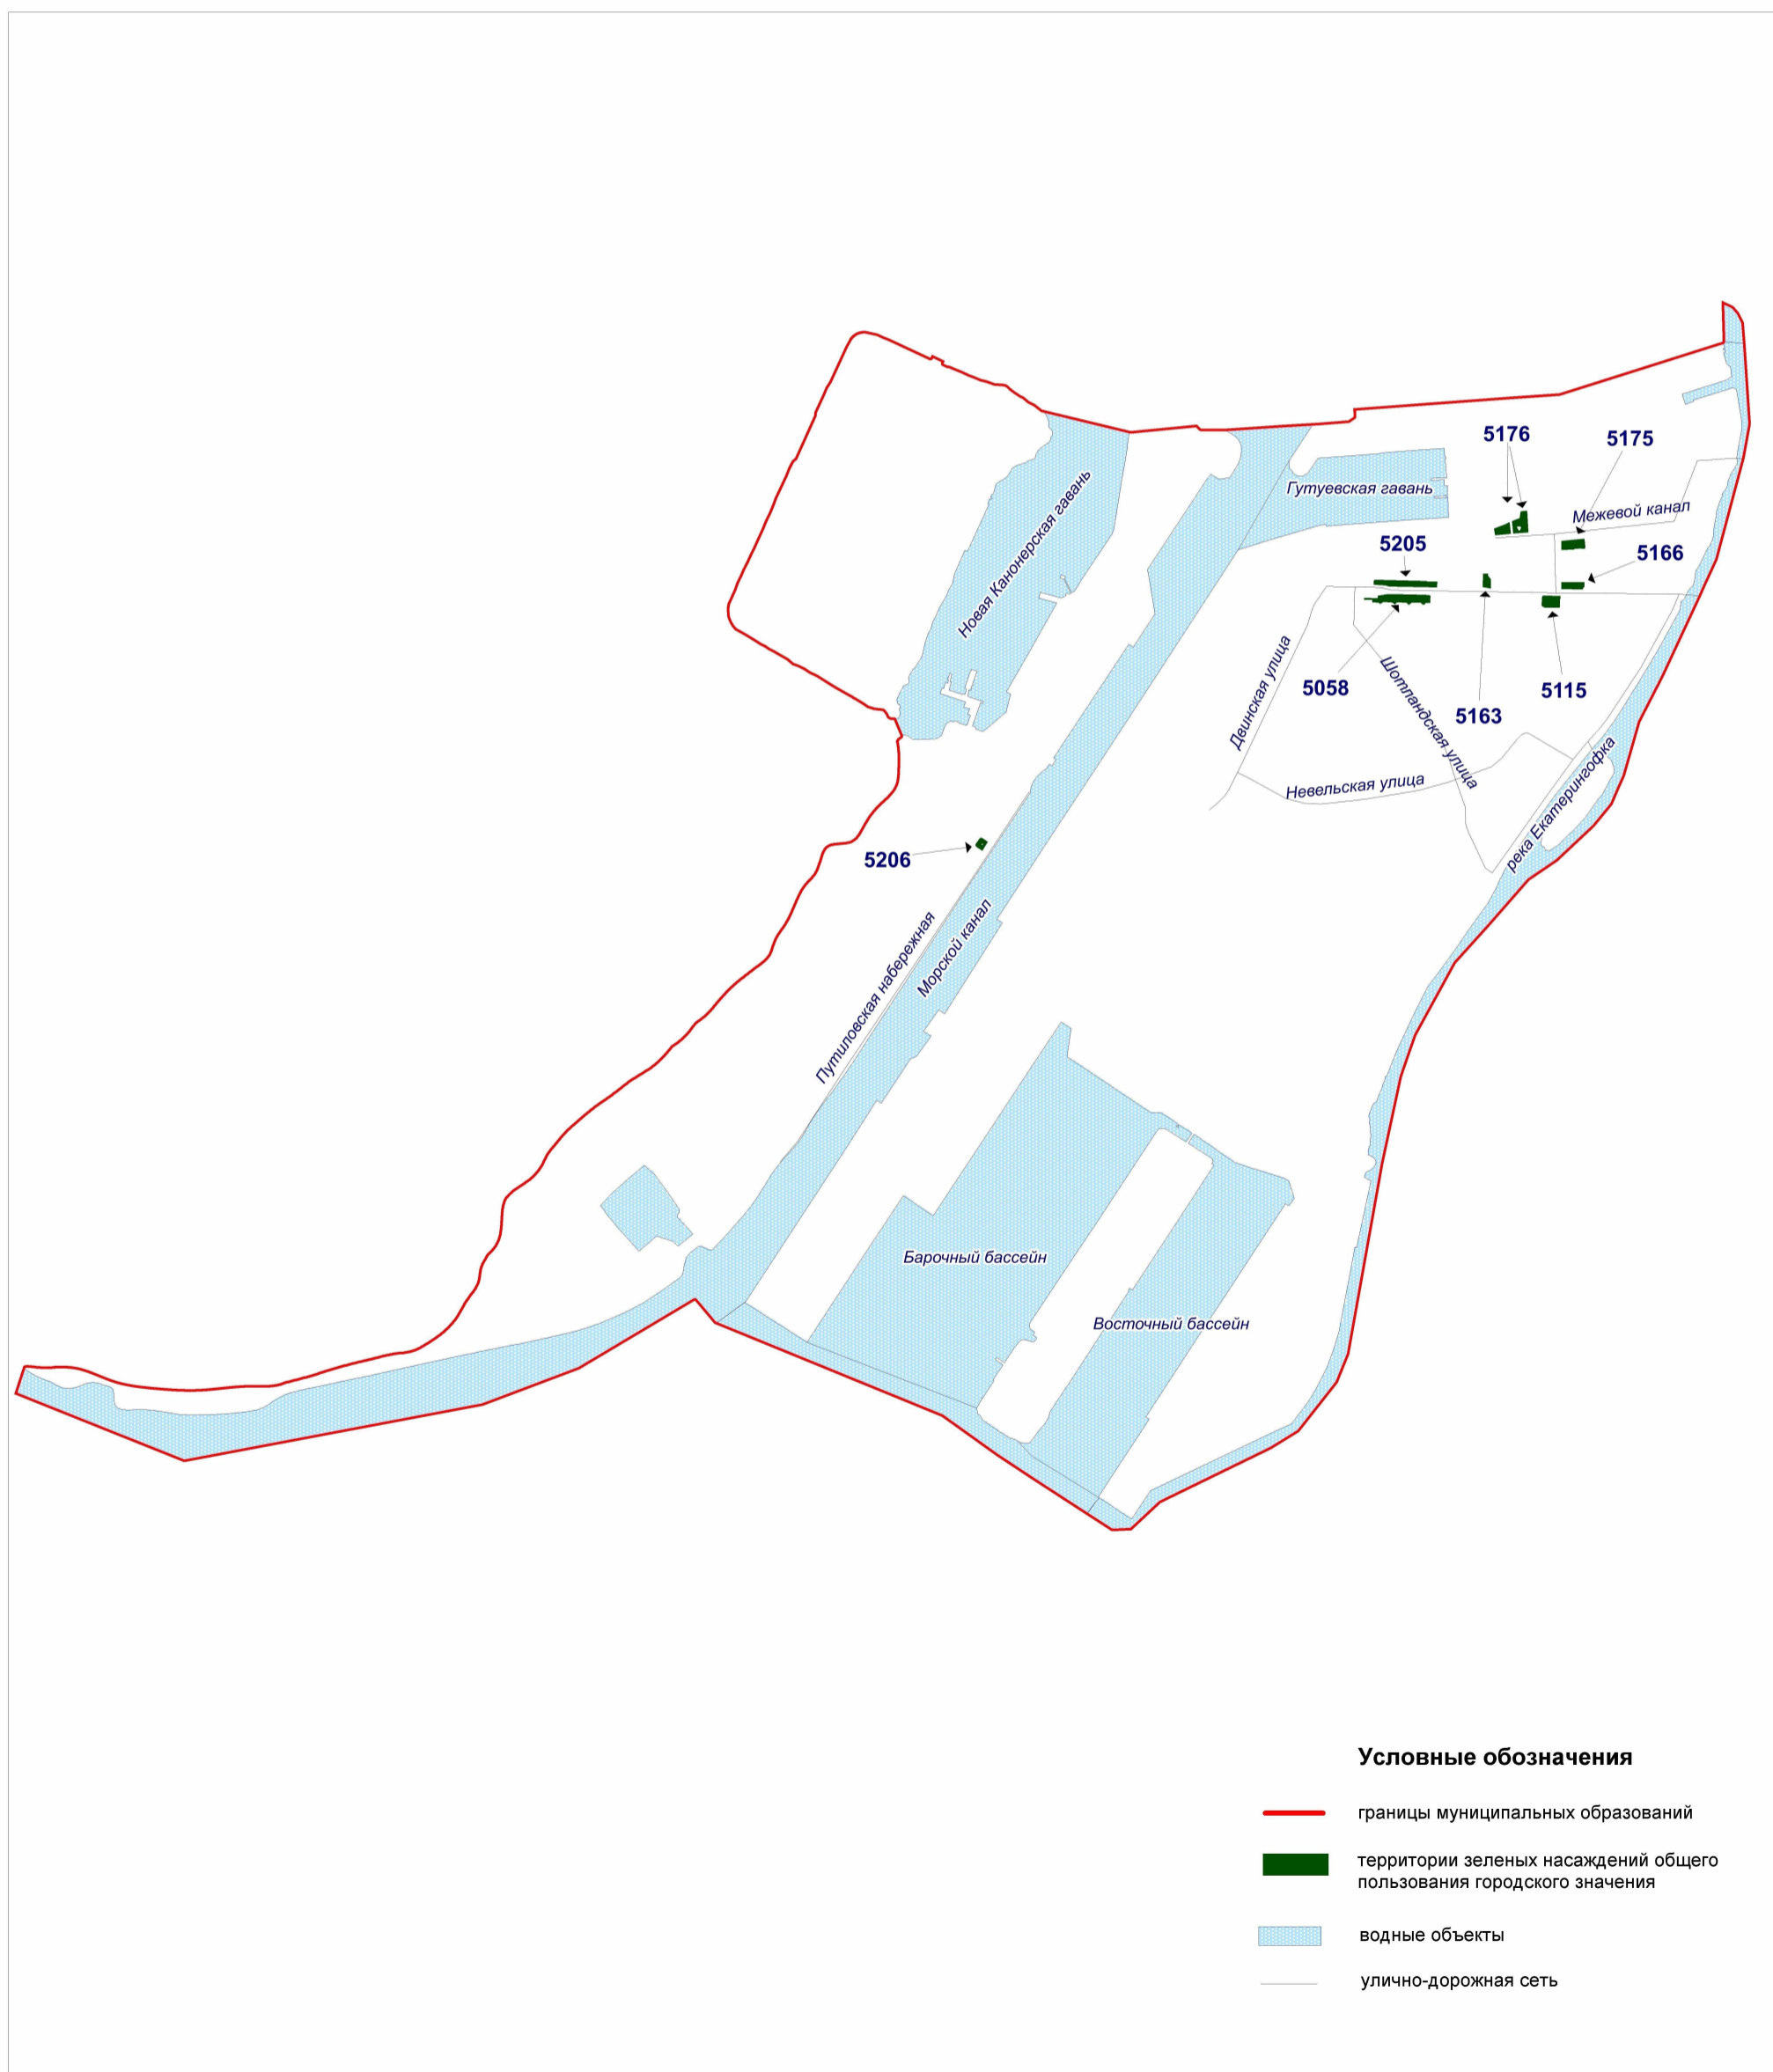 5176
5175
Новая Канонерская гавань
Гутуевская гавань
Межевой канал
5205
5166
Двинская улица
Шотландская улица
5058
5163
5115
Невельская улица
река Екатерингофка
5206
Путиловская набережная
Морской канал
Барочный бассейн
Восточный бассейн
Условные обозначения
границы муниципальных образований
территории зеленых насаждений общего
пользования городского значения
водные объекты
улично-дорожная сеть